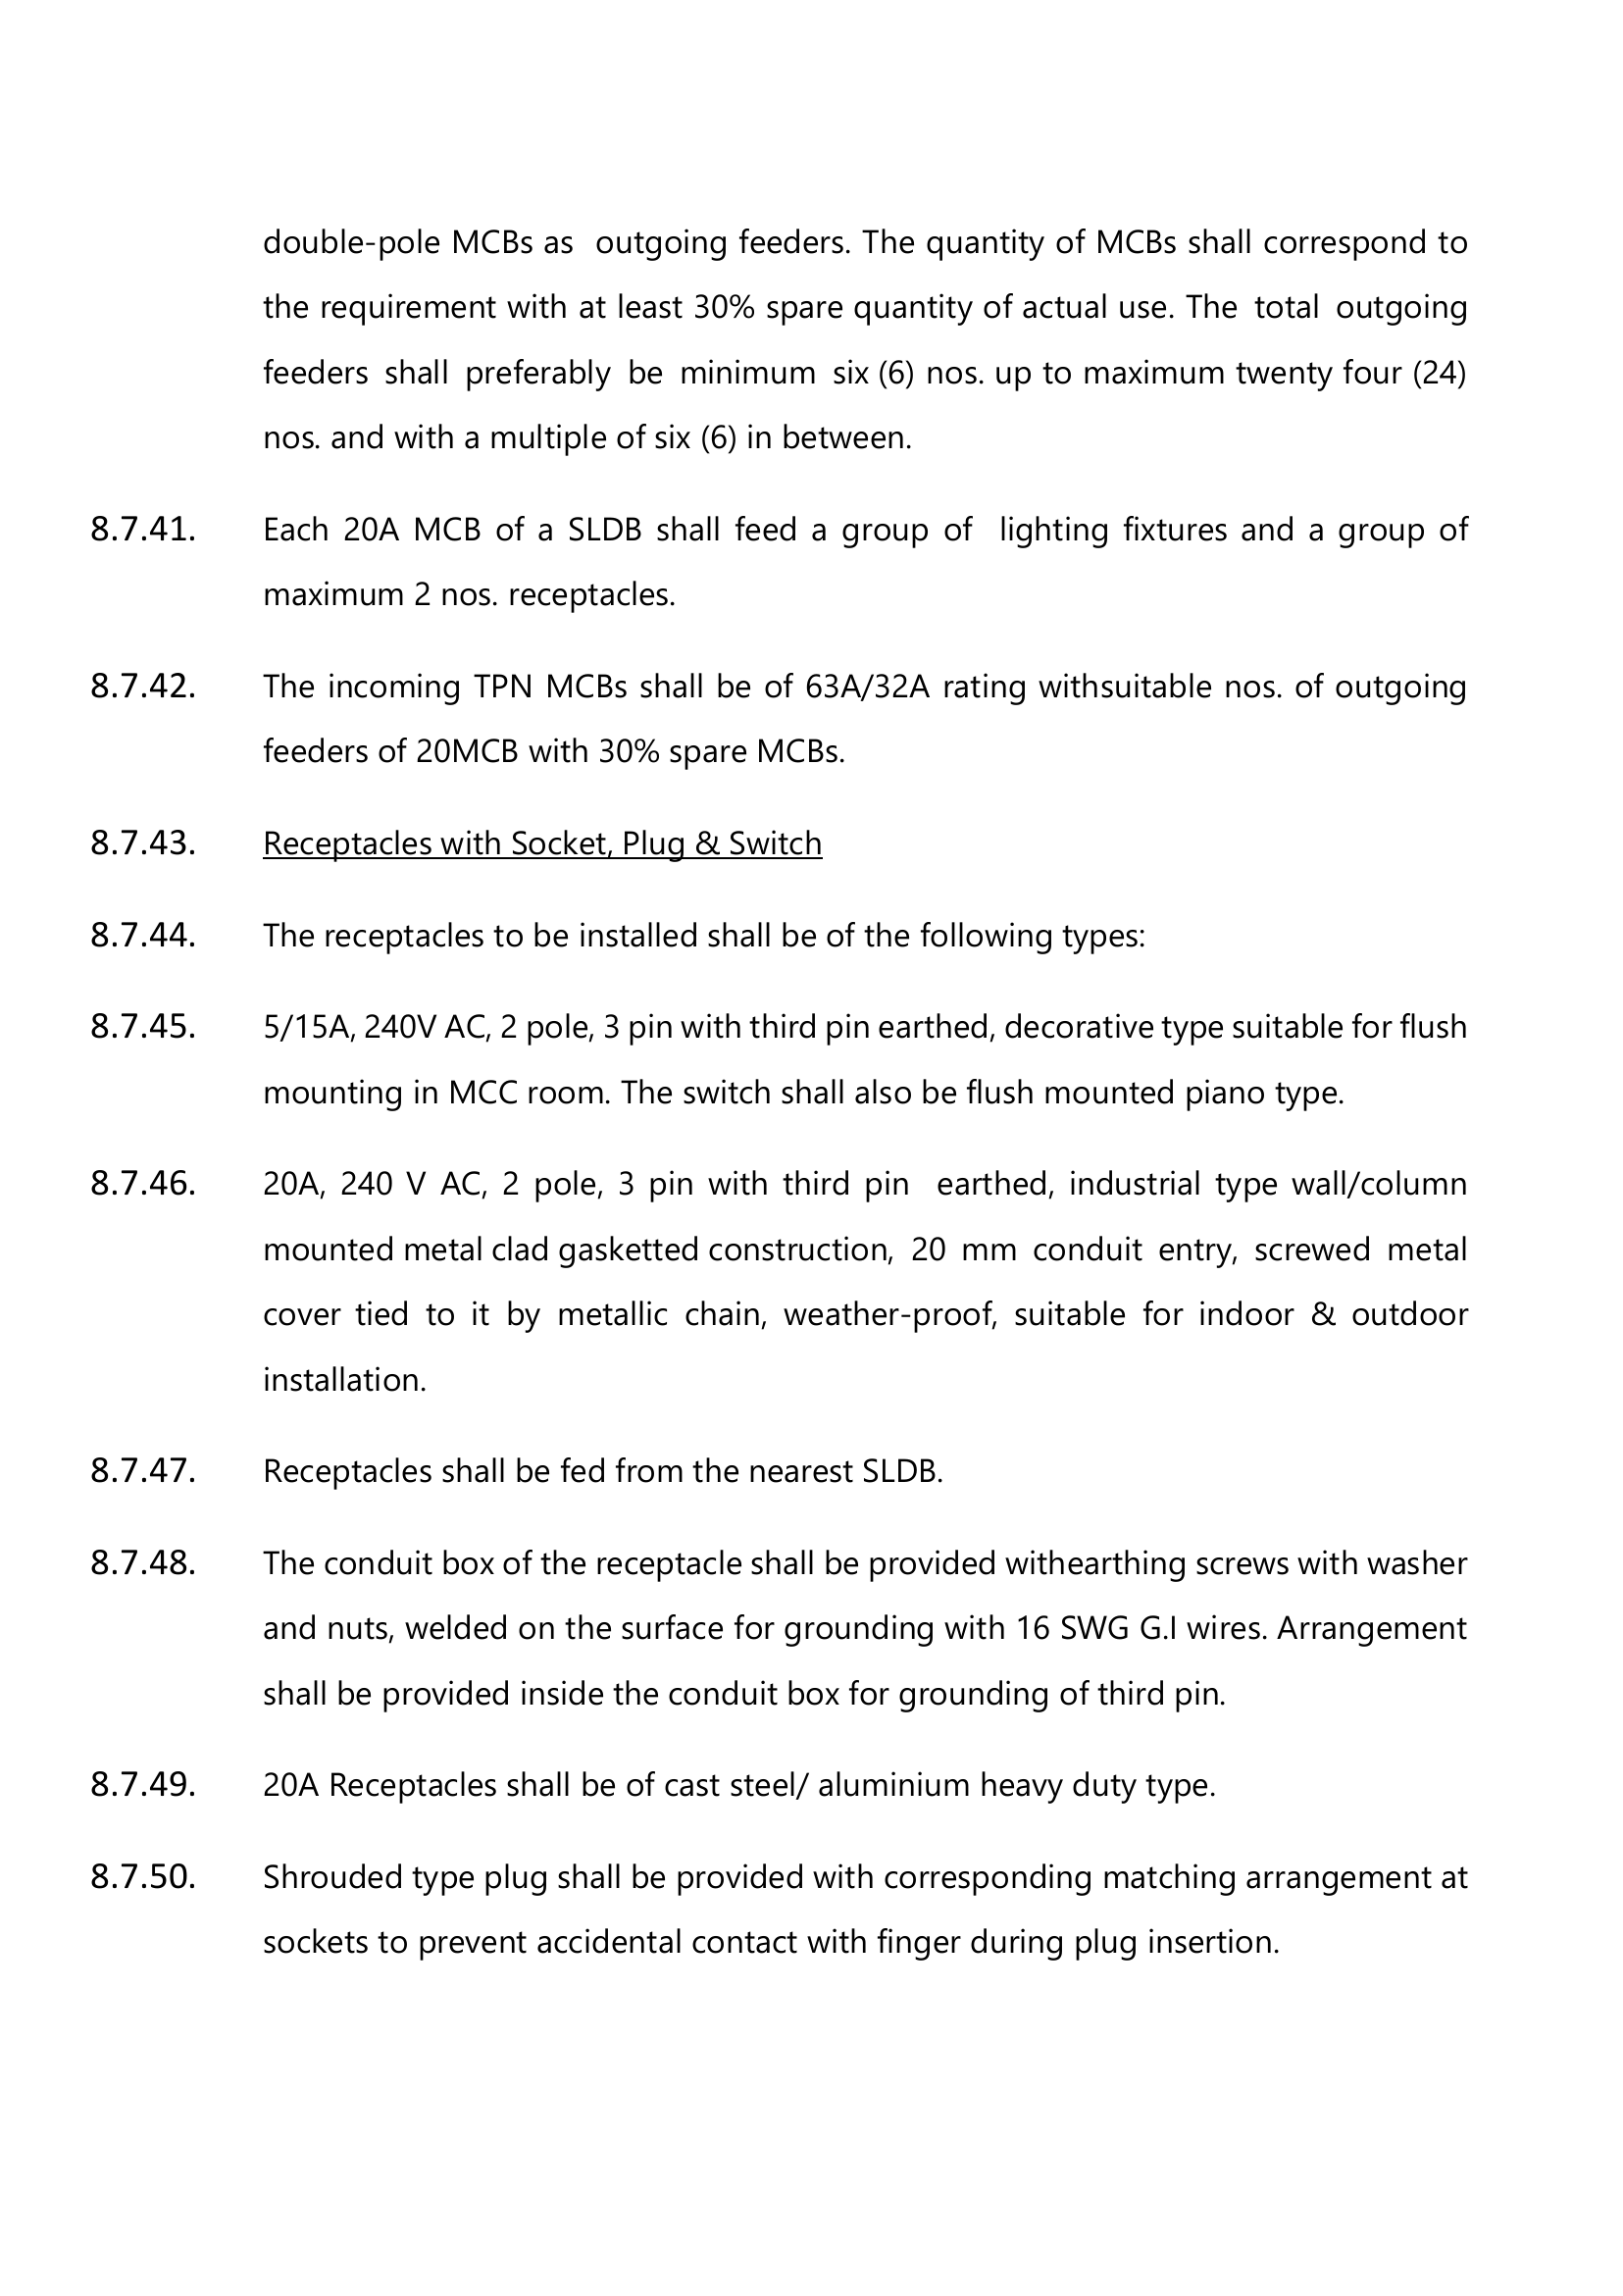 double-pole MCBs as outgoing feeders. The quantity of MCBs shall correspond to
the requirement with at least 30% spare quantity of actual use. The total outgoing
feeders shall preferably be minimum six (6) nos. up to maximum twenty four (24)
nos. and with a multiple of six (6) in between.
8.7.41. Each 20A MCB of a SLDB shall feed a group of lighting fixtures and a group of
maximum 2 nos. receptacles.
8.7.42. The incoming TPN MCBs shall be of 63A/32A rating withsuitable nos. of outgoing
feeders of 20MCB with 30% spare MCBs.
8.7.43. Receptacles with Socket, Plug & Switch
8.7.44. The receptacles to be installed shall be of the following types:
8.7.45. 5/15A, 240V AC, 2 pole, 3 pin with third pin earthed, decorative type suitable for flush
mounting in MCC room. The switch shall also be flush mounted piano type.
8.7.46. 20A, 240 V AC, 2 pole, 3 pin with third pin earthed, industrial type wall/column
mounted metal clad gasketted construction, 20 mm conduit entry, screwed metal
cover tied to it by metallic chain, weather-proof, suitable for indoor & outdoor
installation.
8.7.47. Receptacles shall be fed from the nearest SLDB.
8.7.48. The conduit box of the receptacle shall be provided withearthing screws with washer
and nuts, welded on the surface for grounding with 16 SWG G.I wires. Arrangement
shall be provided inside the conduit box for grounding of third pin.
8.7.49. 20A Receptacles shall be of cast steel/ aluminium heavy duty type.
8.7.50. Shrouded type plug shall be provided with corresponding matching arrangement at
sockets to prevent accidental contact with finger during plug insertion.